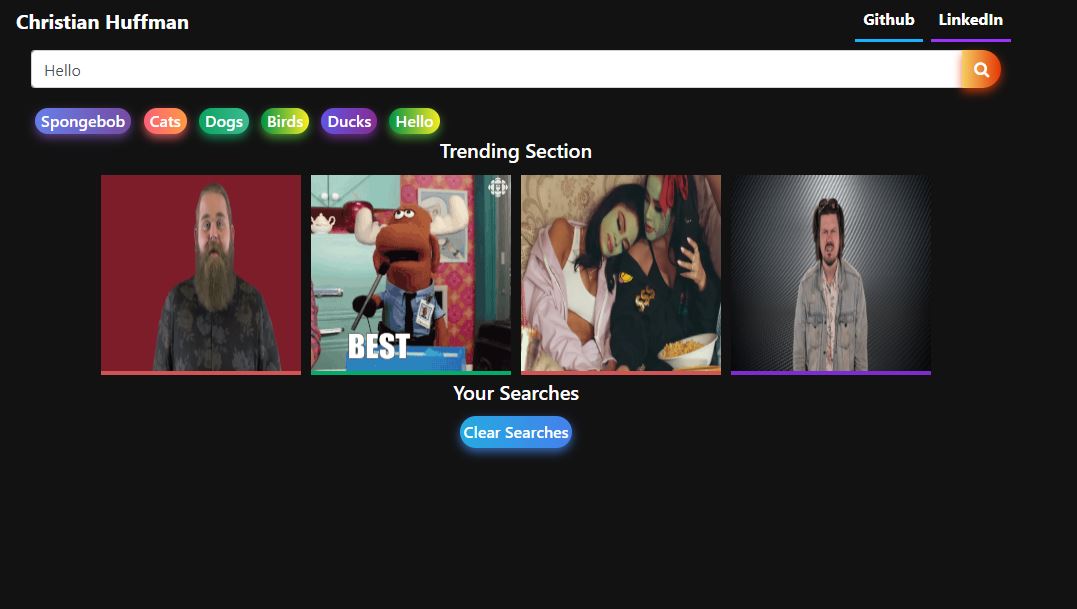 Christian Huffman
Github LinkedIn
Hello
Spongebob Cats Dogs Birds Ducks Hello
Trending Section
BEST
Your Searches
Clear Searches